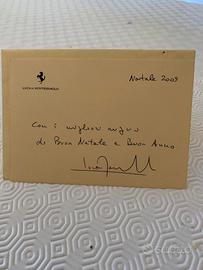 LUCA DI MONTEZEMOLO
Natale 2009
Con i migliori auguri
di Buon Natale e Buon Anno